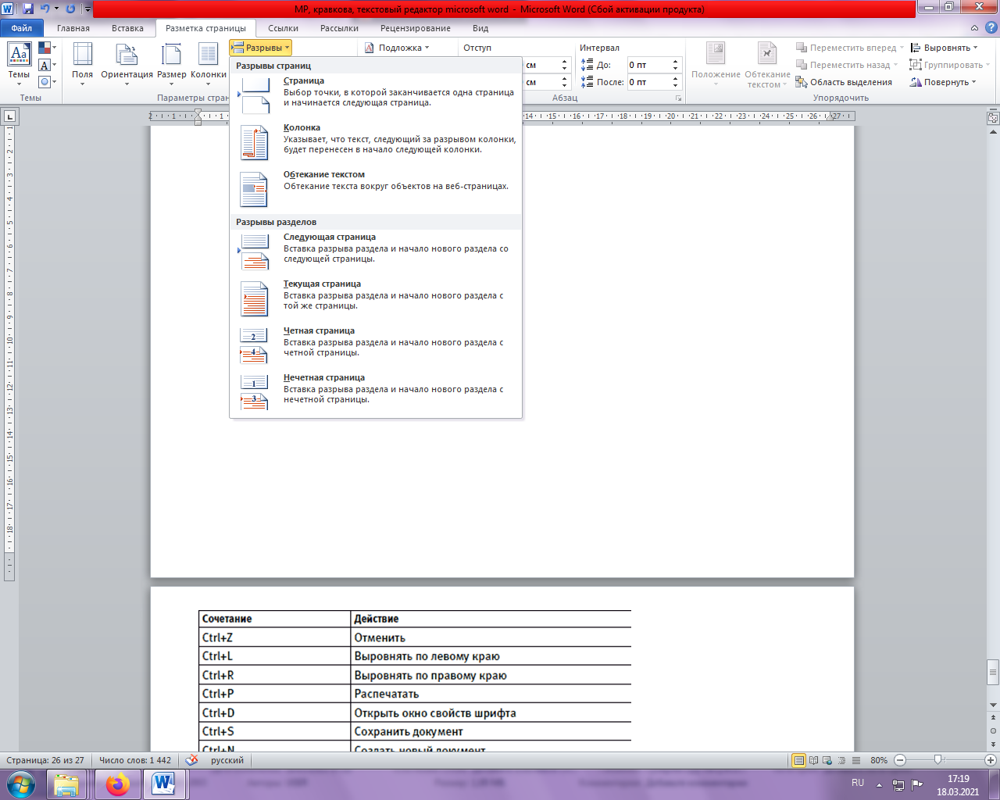 МР, кравкова, текстовый редактор microsoft word - Microsoft Word (Сбой активации продукта)
Файл Главная Вставка Разметка страницы Ссылки Рассылки Рецензирование Вид
Темы Поля Ориентация Размер Колонки Разрывы Подложка Отступ Интервал
см До: 0 пт
см После: 0 пт
Положение Обтекание текстом Переместить вперед Переместить назад Область выделения Выровнять Группировать Повернуть
Темы Параметры стран Абзац Упорядочить
Разрывы страниц
Страница
Выбор точки, в которой заканчивается одна страница
и начинается следующая страница.
Колонка
Указывает, что текст, следующий за разрывом колонки,
будет перенесен в начало следующей колонки.
Обтекание текстом
Обтекание текста вокруг объектов на веб-страницах.
Разрывы разделов
Следующая страница
Вставка разрыва раздела и начало нового раздела со
следующей страницы.
Текущая страница
Вставка разрыва раздела и начало нового раздела с
той же страницы.
Четная страница
Вставка разрыва раздела и начало нового раздела с
четной страницы.
Нечетная страница
Вставка разрыва раздела и начало нового раздела с
нечетной страницы.
Сочетание Действие
Ctrl+Z Отменить
Ctrl+L Выровнять по левому краю
Ctrl+R Выровнять по правому краю
Ctrl+P Распечатать
Ctrl+D Открыть окно свойств шрифта
Ctrl+S Сохранить документ
Ctrl+N Создать новый документ
Страница: 26 из 27 Число слов: 1 442 русский 80%
RU 17:19
18.03.2021